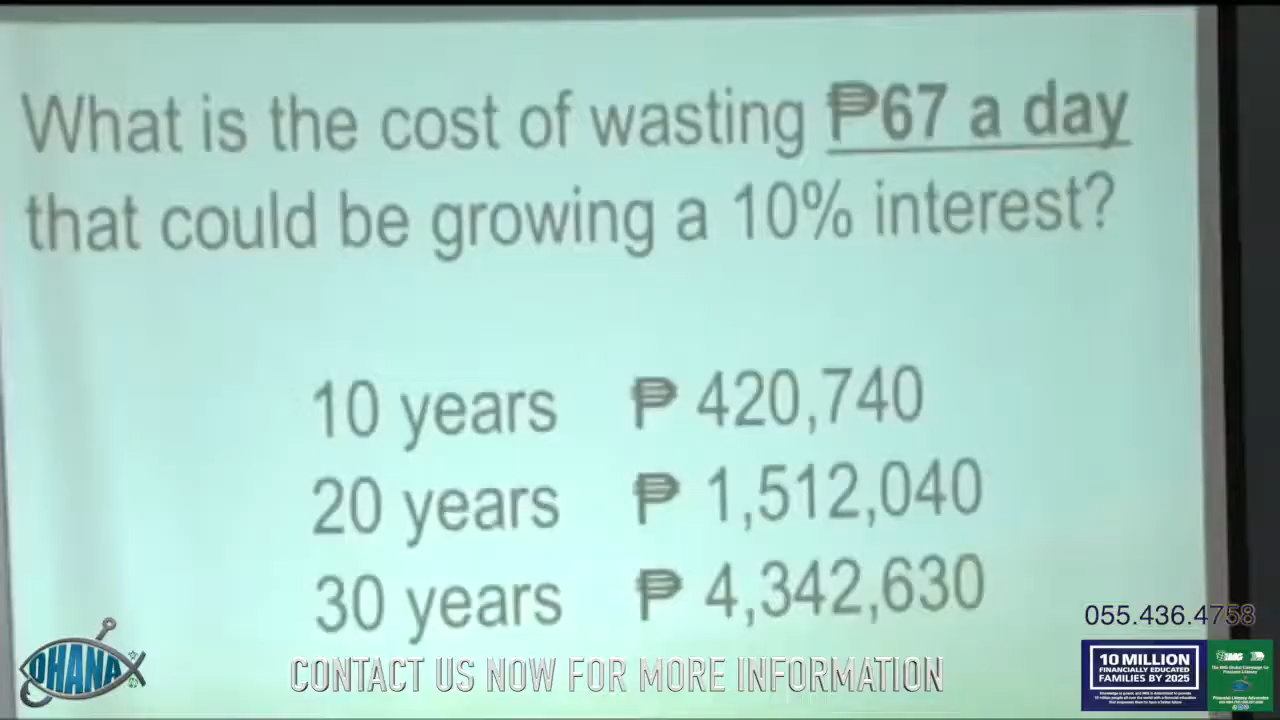 What is the cost of wasting ₱67 a day
that could be growing a 10% interest?
10 years ₱ 420,740
20 years ₱ 1,512,040
30 years ₱ 4,342,630
055.436.4758
OHANA
CONTACT US NOW FOR MORE INFORMATION
10 MILLION
FINANCIALLY EDUCATED
FAMILIES BY 2025
IMG